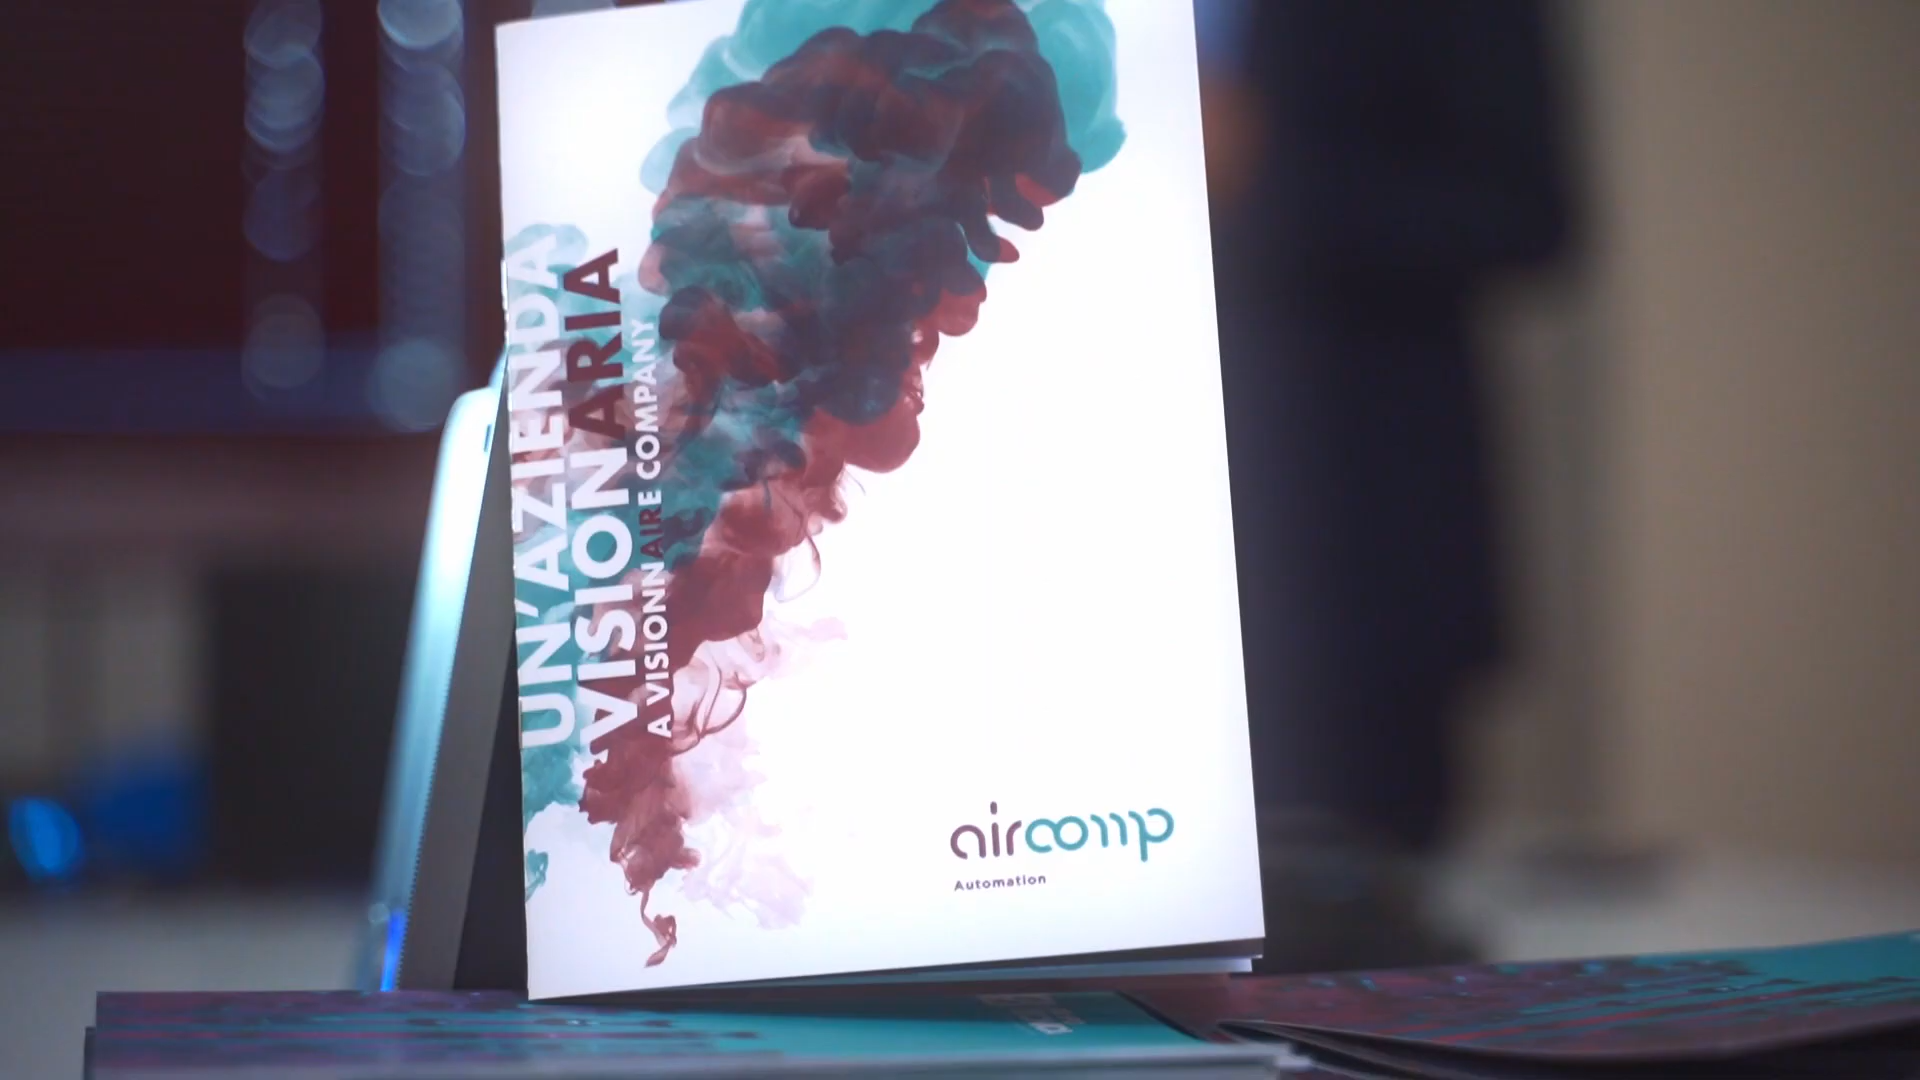 UN'AZIENDA
VISIONARIA
A VISIONNAIRE COMPANY
aircomp
Automation